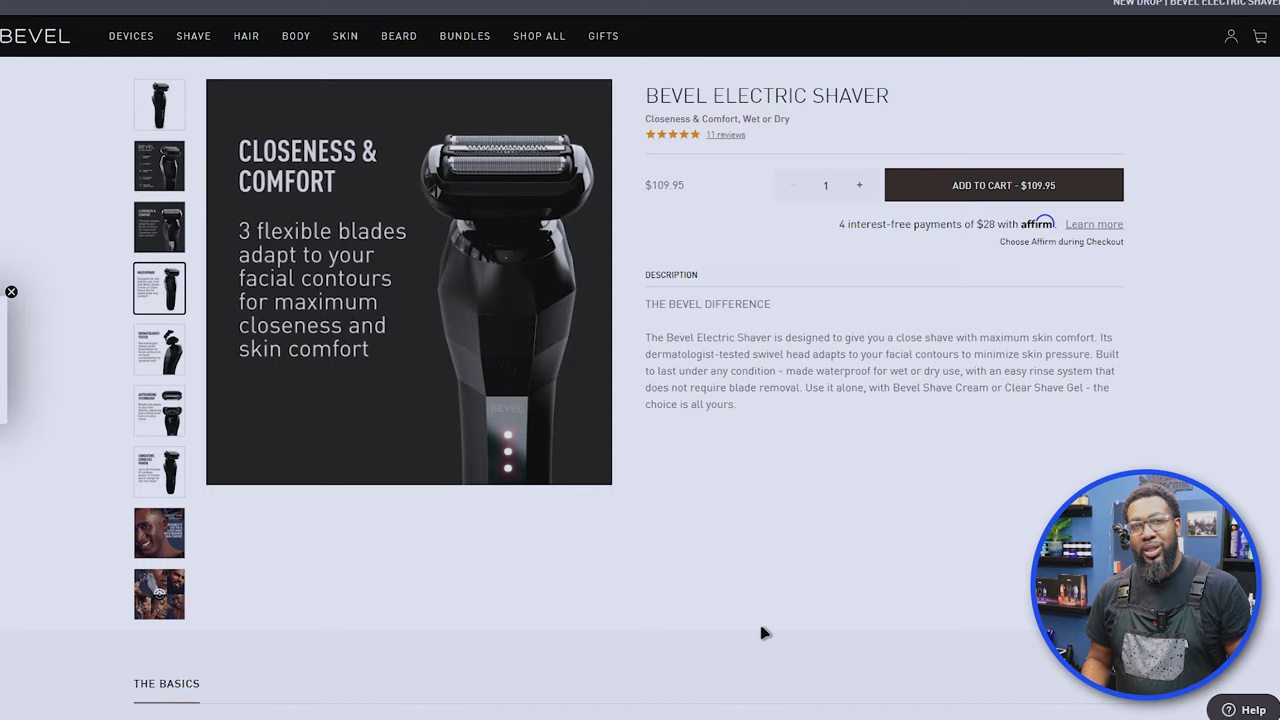 NEW DROP | BEVEL ELECTRIC SHAVER
BEVEL
DEVICES
SHAVE
HAIR
BODY
SKIN
BEARD
BUNDLES
SHOP ALL
GIFTS
CLOSENESS &
COMFORT
3 flexible blades
adapt to your
facial contours
for maximum
closeness and
skin comfort
BEVEL
BEVEL ELECTRIC SHAVER
Closeness & Comfort, Wet or Dry
11 reviews
$109.95
- 1 +
ADD TO CART - $109.95
4 interest-free payments of $28 with affirm. Learn more
Choose Affirm during Checkout
DESCRIPTION
THE BEVEL DIFFERENCE
The Bevel Electric Shaver is designed to give you a close shave with maximum skin comfort. Its
dermatologist-tested swivel head adapts to your facial contours to minimize skin pressure. Built
to last under any condition - made waterproof for wet or dry use, with an easy rinse system that
does not require blade removal. Use it alone, with Bevel Shave Cream or Clear Shave Gel - the
choice is all yours.
THE BASICS
Help